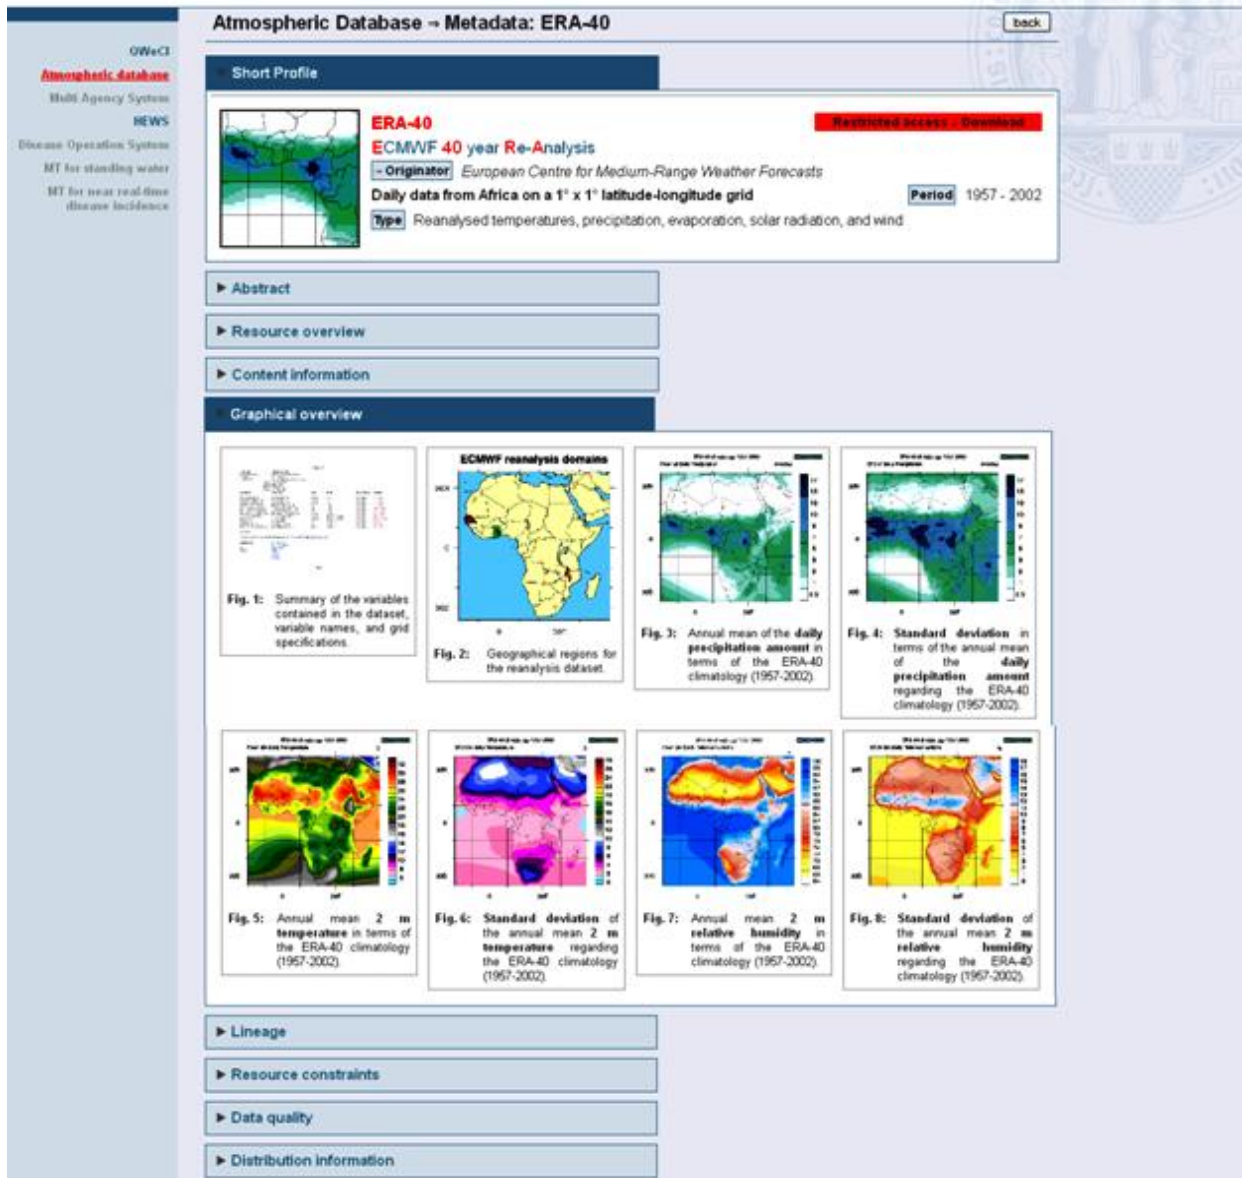 Atmospheric Database → Metadata: ERA-40
back
OWeCI
Atmospheric database
Multi Agency System
HEWS
Disease Operation System
MT for standing water
MT for near real-time
disease incidence
Short Profile
ERA-40
Restricted access - Download
ECMWF 40 year Re-Analysis
- Originator European Centre for Medium-Range Weather Forecasts
Daily data from Africa on a 1° x 1° latitude-longitude grid
Period 1957 - 2002
Type Reanalysed temperatures, precipitation, evaporation, solar radiation, and wind
Abstract
Resource overview
Content information
Graphical overview
Fig. 1: Summary of the variables
contained in the dataset,
variable names, and grid
specifications.
ECMWF reanalysis domains
Fig. 2: Geographical regions for
the reanalysis dataset.
Fig. 3: Annual mean of the daily
precipitation amount in
terms of the ERA-40
climatology (1957-2002).
Fig. 4: Standard deviation in
terms of the annual mean
of the daily
precipitation amount
regarding the ERA-40
climatology (1957-2002).
Fig. 5: Annual mean 2 m
temperature in terms of
the ERA-40 climatology
(1957-2002).
Fig. 6: Standard deviation of
the annual mean 2 m
temperature regarding
the ERA-40 climatology
(1957-2002).
Fig. 7: Annual mean 2 m
relative humidity in
terms of the ERA-40
climatology (1957-2002).
Fig. 8: Standard deviation of
the annual mean 2 m
relative humidity
regarding the ERA-40
climatology (1957-2002).
Lineage
Resource constraints
Data quality
Distribution information